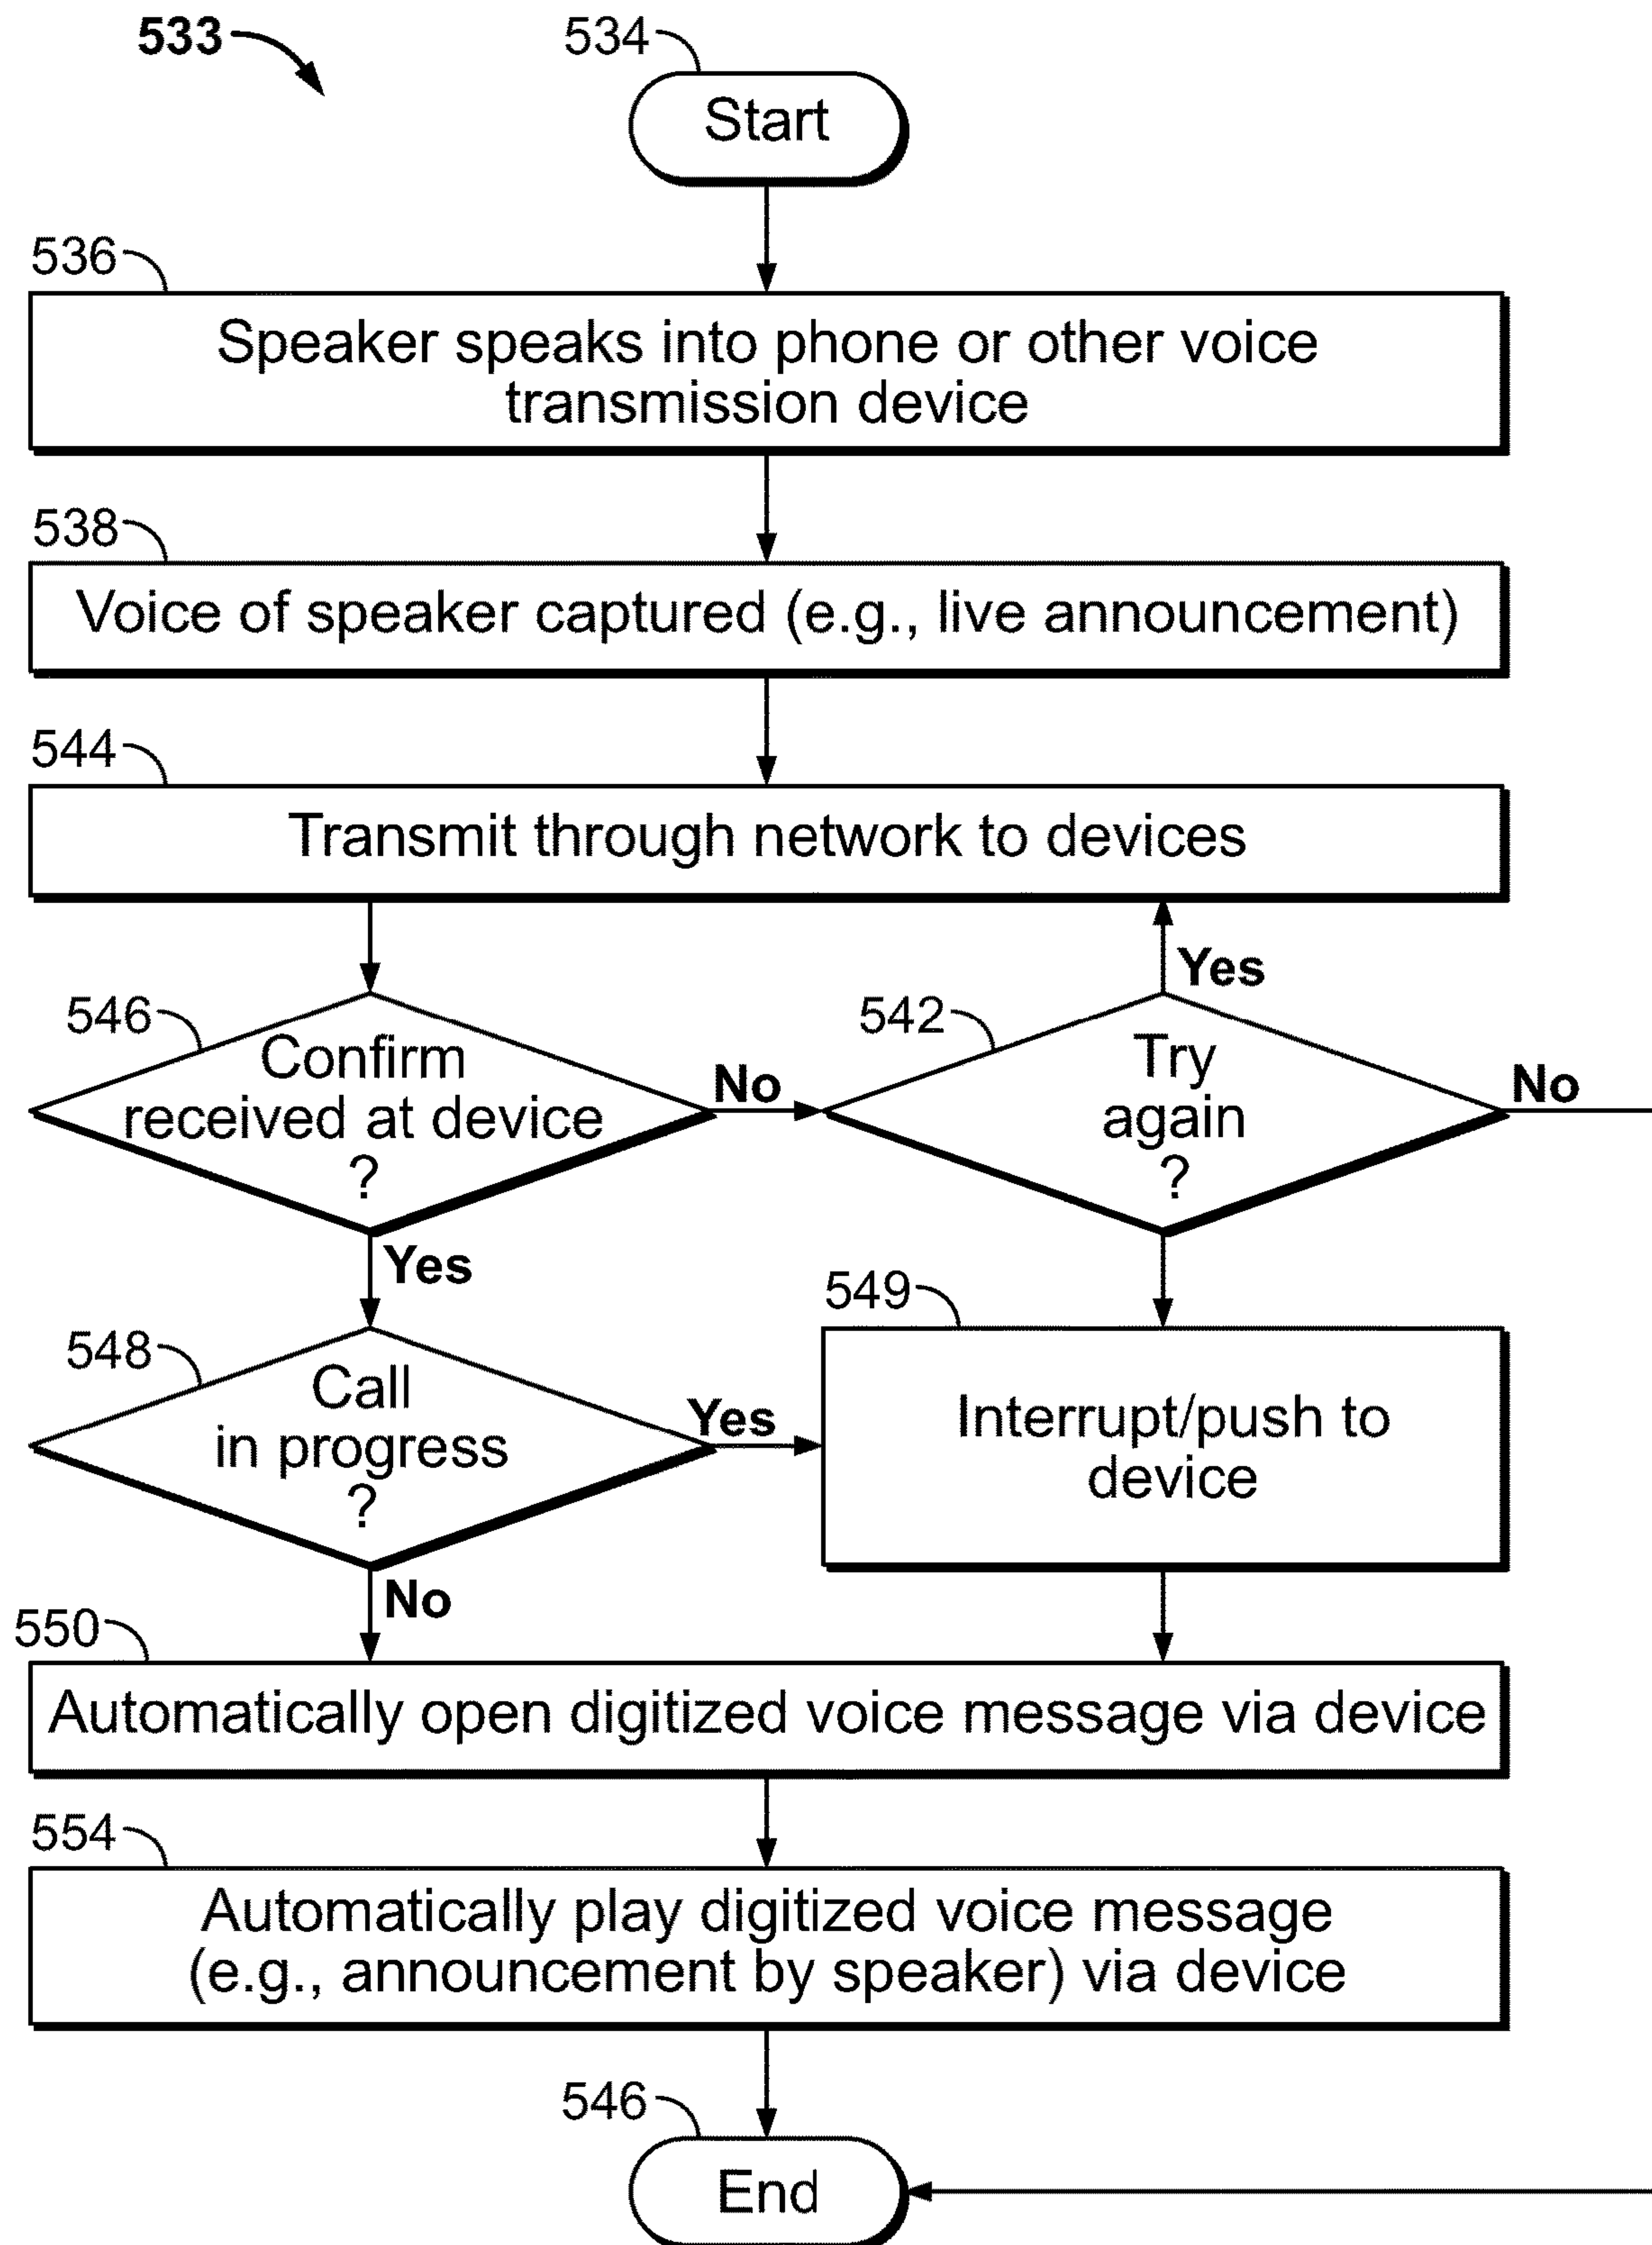 533
534
Start
536
Speaker speaks into phone or other voice
transmission device
538
Voice of speaker captured (e.g., live announcement)
544
Transmit through network to devices
Yes
546
Confirm
received at device
?
No
542
Try
again
?
No
Yes
548
Call
in progress
?
Yes
549
Interrupt/push to
device
No
550
Automatically open digitized voice message via device
554
Automatically play digitized voice message
(e.g., announcement by speaker) via device
546
End